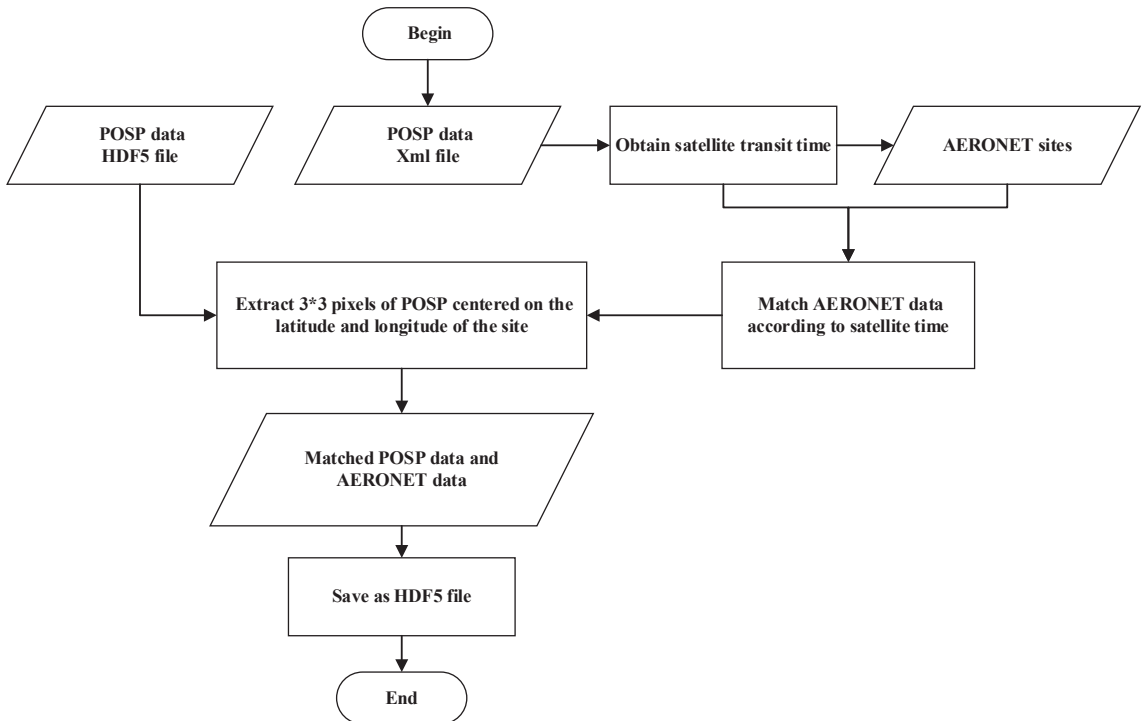 Begin
POSP data
HDF5 file
POSP data
Xml file
Obtain satellite transit time
AERONET sites
Extract 3*3 pixels of POSP centered on the
latitude and longitude of the site
Match AERONET data
according to satellite time
Matched POSP data and
AERONET data
Save as HDF5 file
End